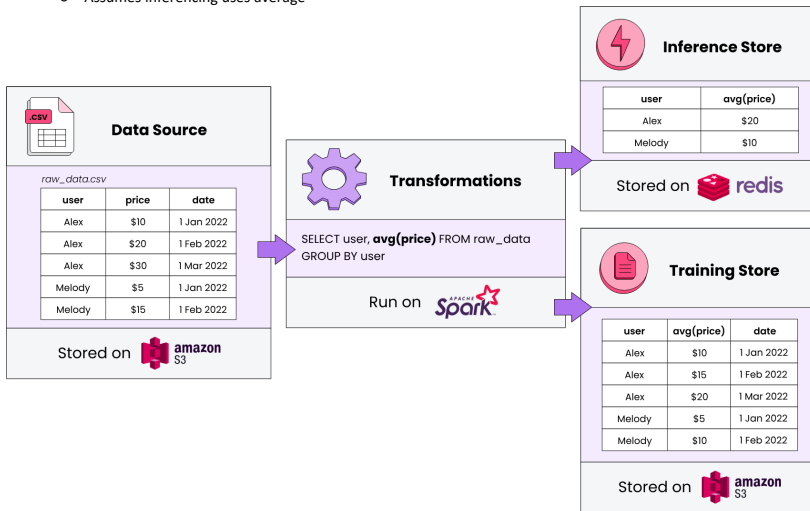 Assumes inferencing uses average
.csv
Data Source
raw_data.csv
user price date
Alex $10 1 Jan 2022
Alex $20 1 Feb 2022
Alex $30 1 Mar 2022
Melody $5 1 Jan 2022
Melody $15 1 Feb 2022
Stored on amazon S3
Transformations
SELECT user, avg(price) FROM raw_data
GROUP BY user
Run on APACHE Spark
Inference Store
user avg(price)
Alex $20
Melody $10
Stored on redis
Training Store
user avg(price) date
Alex $10 1 Jan 2022
Alex $15 1 Feb 2022
Alex $20 1 Mar 2022
Melody $5 1 Jan 2022
Melody $10 1 Feb 2022
Stored on amazon S3